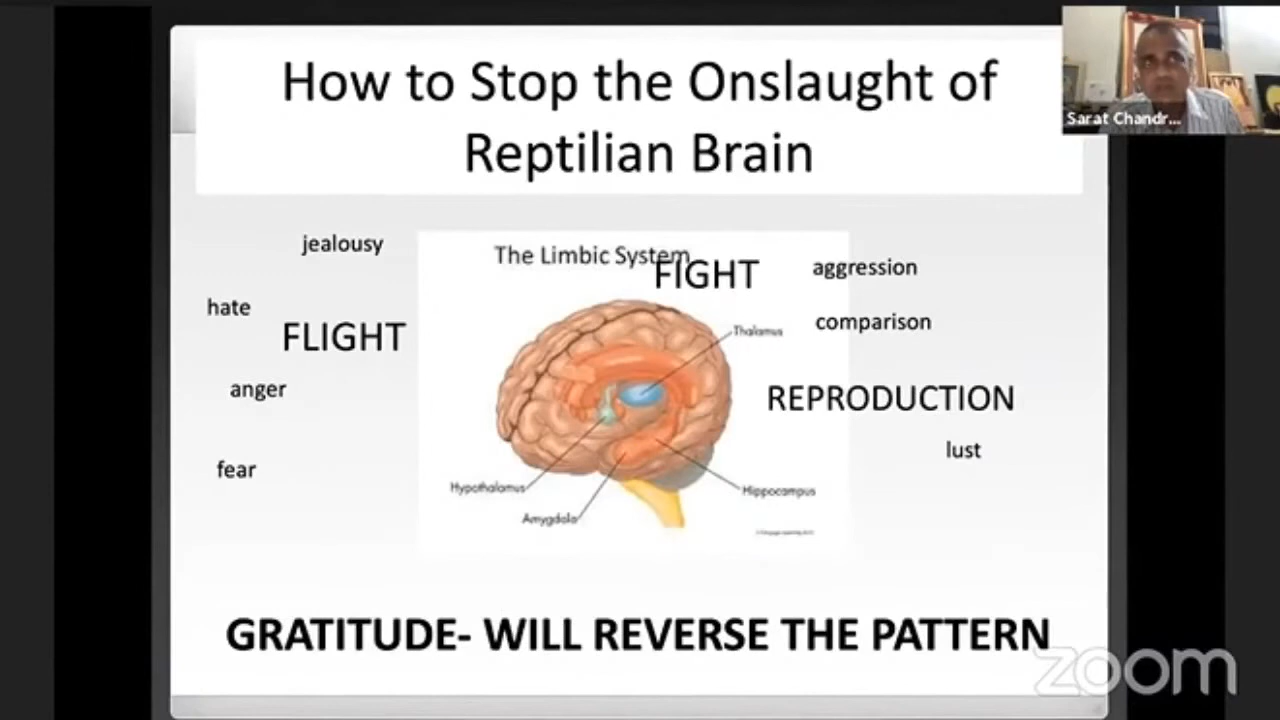 How to Stop the Onslaught of
Reptilian Brain
Sarat Chandr...
jealousy
The Limbic System
FIGHT
aggression
hate
FLIGHT
comparison
Thalamus
anger
REPRODUCTION
lust
fear
Hypothalamus
Hippocampus
Amygdala
GRATITUDE- WILL REVERSE THE PATTERN
zoom